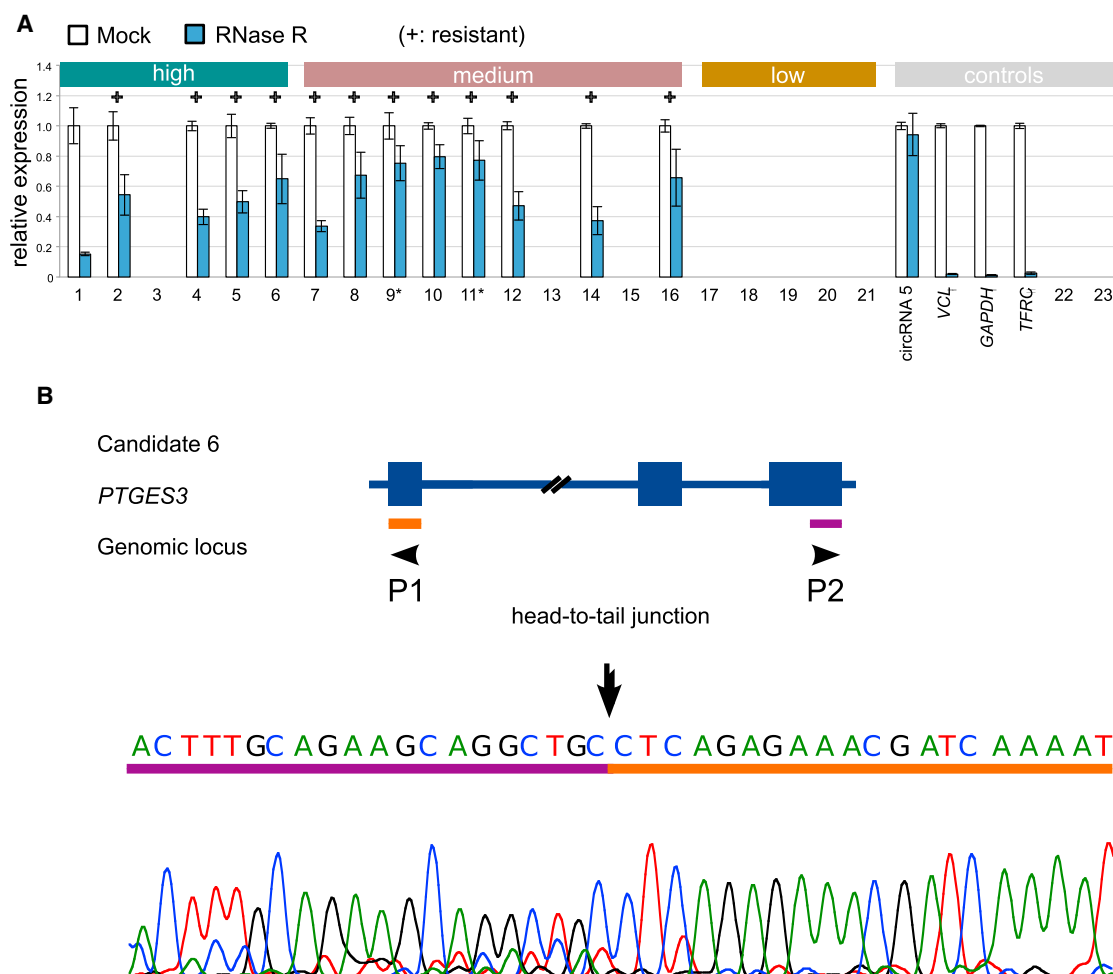 A
Mock RNase R (+: resistant)
high medium low controls
relative expression
1.4
1.2
1.0
0.8
0.6
0.4
0.2
0
+ + + + + + + + + + + + +
1 2 3 4 5 6 7 8 9* 10 11* 12 13 14 15 16 17 18 19 20 21 circRNA 5 VCL GAPDH TFRC 22 23
B
Candidate 6
PTGES3
Genomic locus
P1 P2
head-to-tail junction
ACTTTGCAGAAGCAGGCTGCCTCAGAGAAACGATCAAAAT